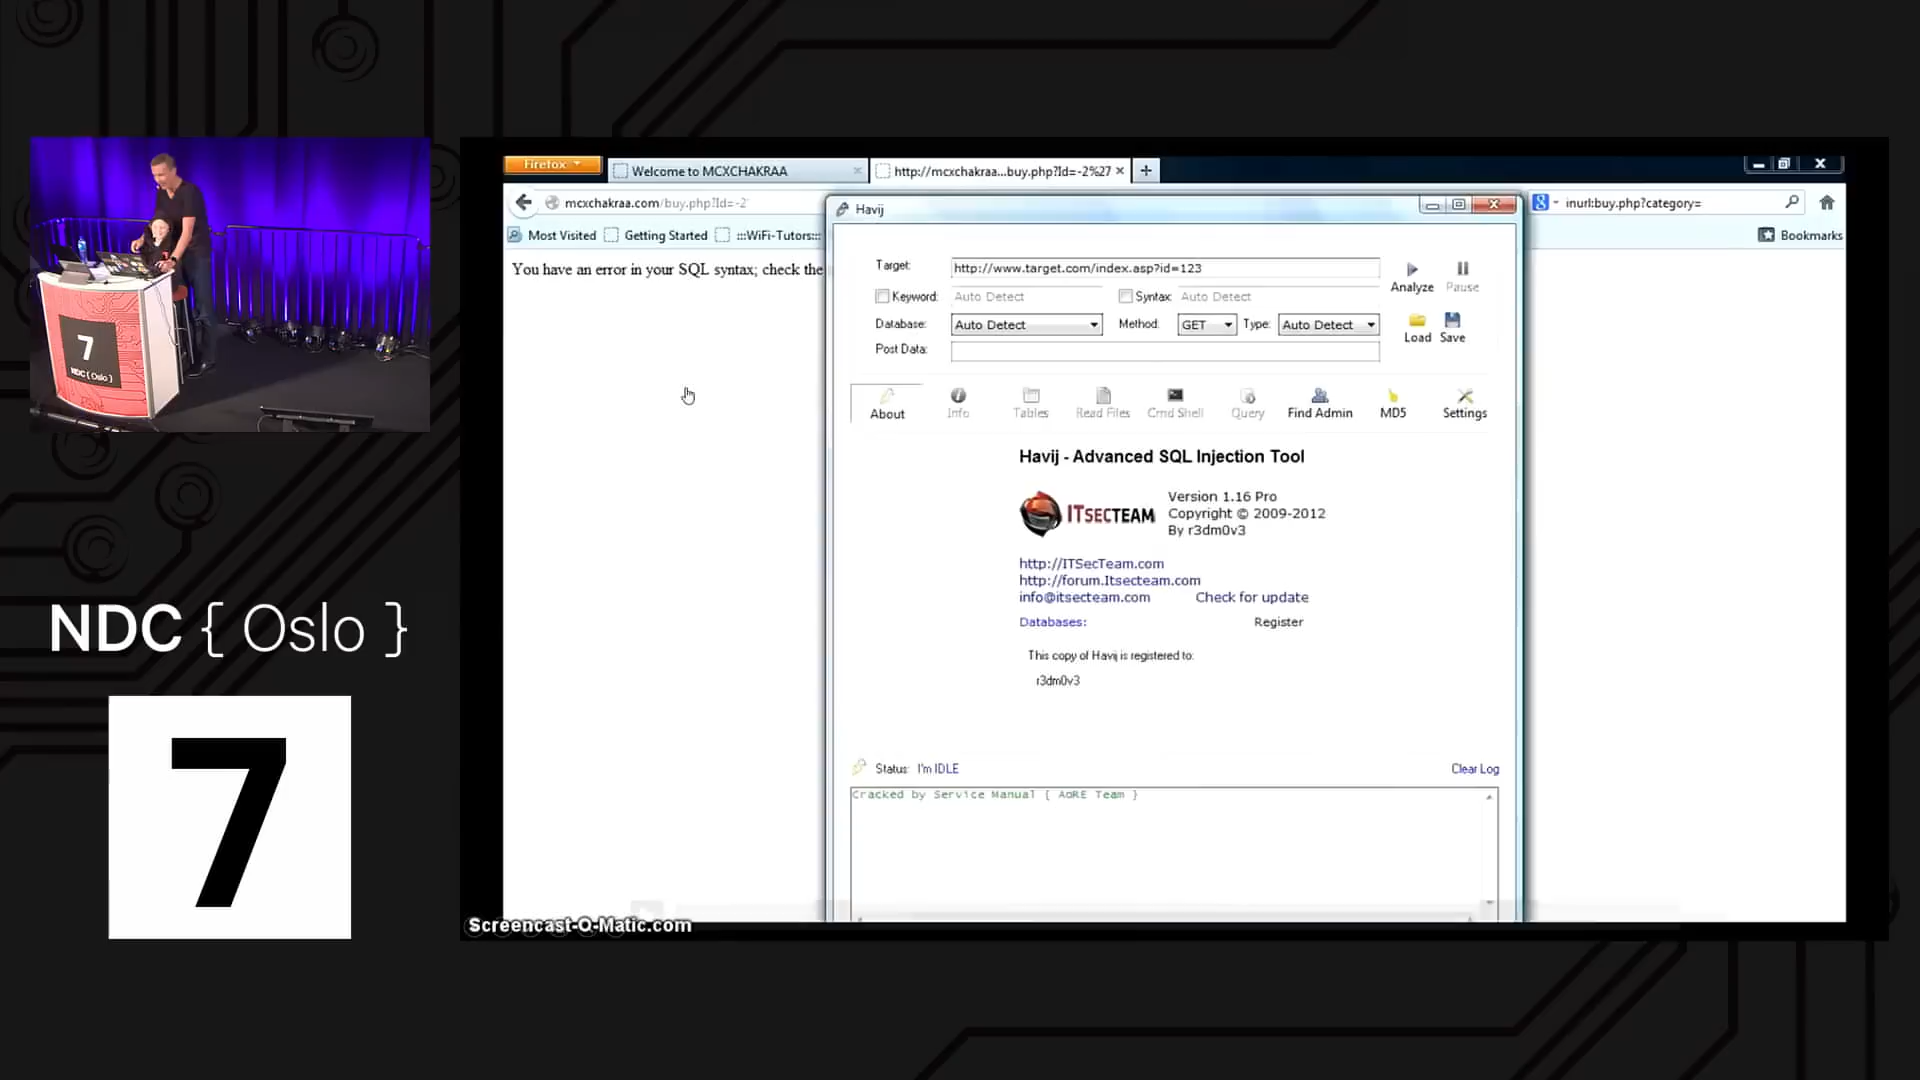 Firefox
Welcome to MCXCHAKRAA
http://mcxchakraa...buy.php?Id=-2%27
mcxchakraa.com/buy.php?Id=-2'
inurl:buy.php?category=
Most Visited
Getting Started
:::WiFi-Tutors:::
Bookmarks
You have an error in your SQL syntax; check the
Havij
Target:
http://www.target.com/index.asp?id=123
Analyze
Pause
Keyword:
Auto Detect
Syntax:
Auto Detect
Database:
Auto Detect
Method:
GET
Type:
Auto Detect
Load
Save
Post Data:
About
Info
Tables
Read Files
Cmd Shell
Query
Find Admin
MD5
Settings
Havij - Advanced SQL Injection Tool
ITSECTEAM
Version 1.16 Pro
Copyright © 2009-2012
By r3dm0v3
http://ITSecTeam.com
http://forum.Itsecteam.com
info@itsecteam.com
Check for update
Databases:
Register
This copy of Havij is registered to:
r3dm0v3
Status: I'm IDLE
Clear Log
Cracked by Service Manual { AoRE Team }
Screencast-O-Matic.com
7
NDC { Oslo }
NDC { Oslo }
7